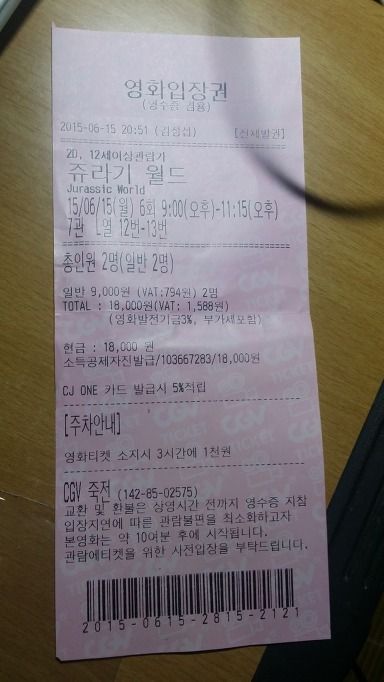 영화입장권
(영수증 겸용)
2015-06-15 20:51 (김성섭) [신체발권]
2D, 12세이상관람가
쥬라기 월드
Jurassic World
15/06/15(월) 6회 9:00(오후)-11:15(오후)
7관 L열 12번-13번
총인원 2명(일반 2명)
일반 9,000원 (VAT:794원) 2명
TOTAL : 18,000원(VAT: 1,588원)
(영화발전기금3%, 부가세포함)
현금 : 18,000 원
소득공제자진발급/103667283/18,000원
CJ ONE 카드 발급시 5%적립
[주차안내]
영화티켓 소지시 3시간에 1천원
CGV 죽전 (142-85-02575)
교환 및 환불은 상영시간 전까지 영수증 지참
입장지연에 따른 관람불편을 최소화하고자
본영화는 약 10여분 후에 시작됩니다.
관람에티켓을 위한 사전입장을 부탁드립니다.
2015-0615-2815-2121